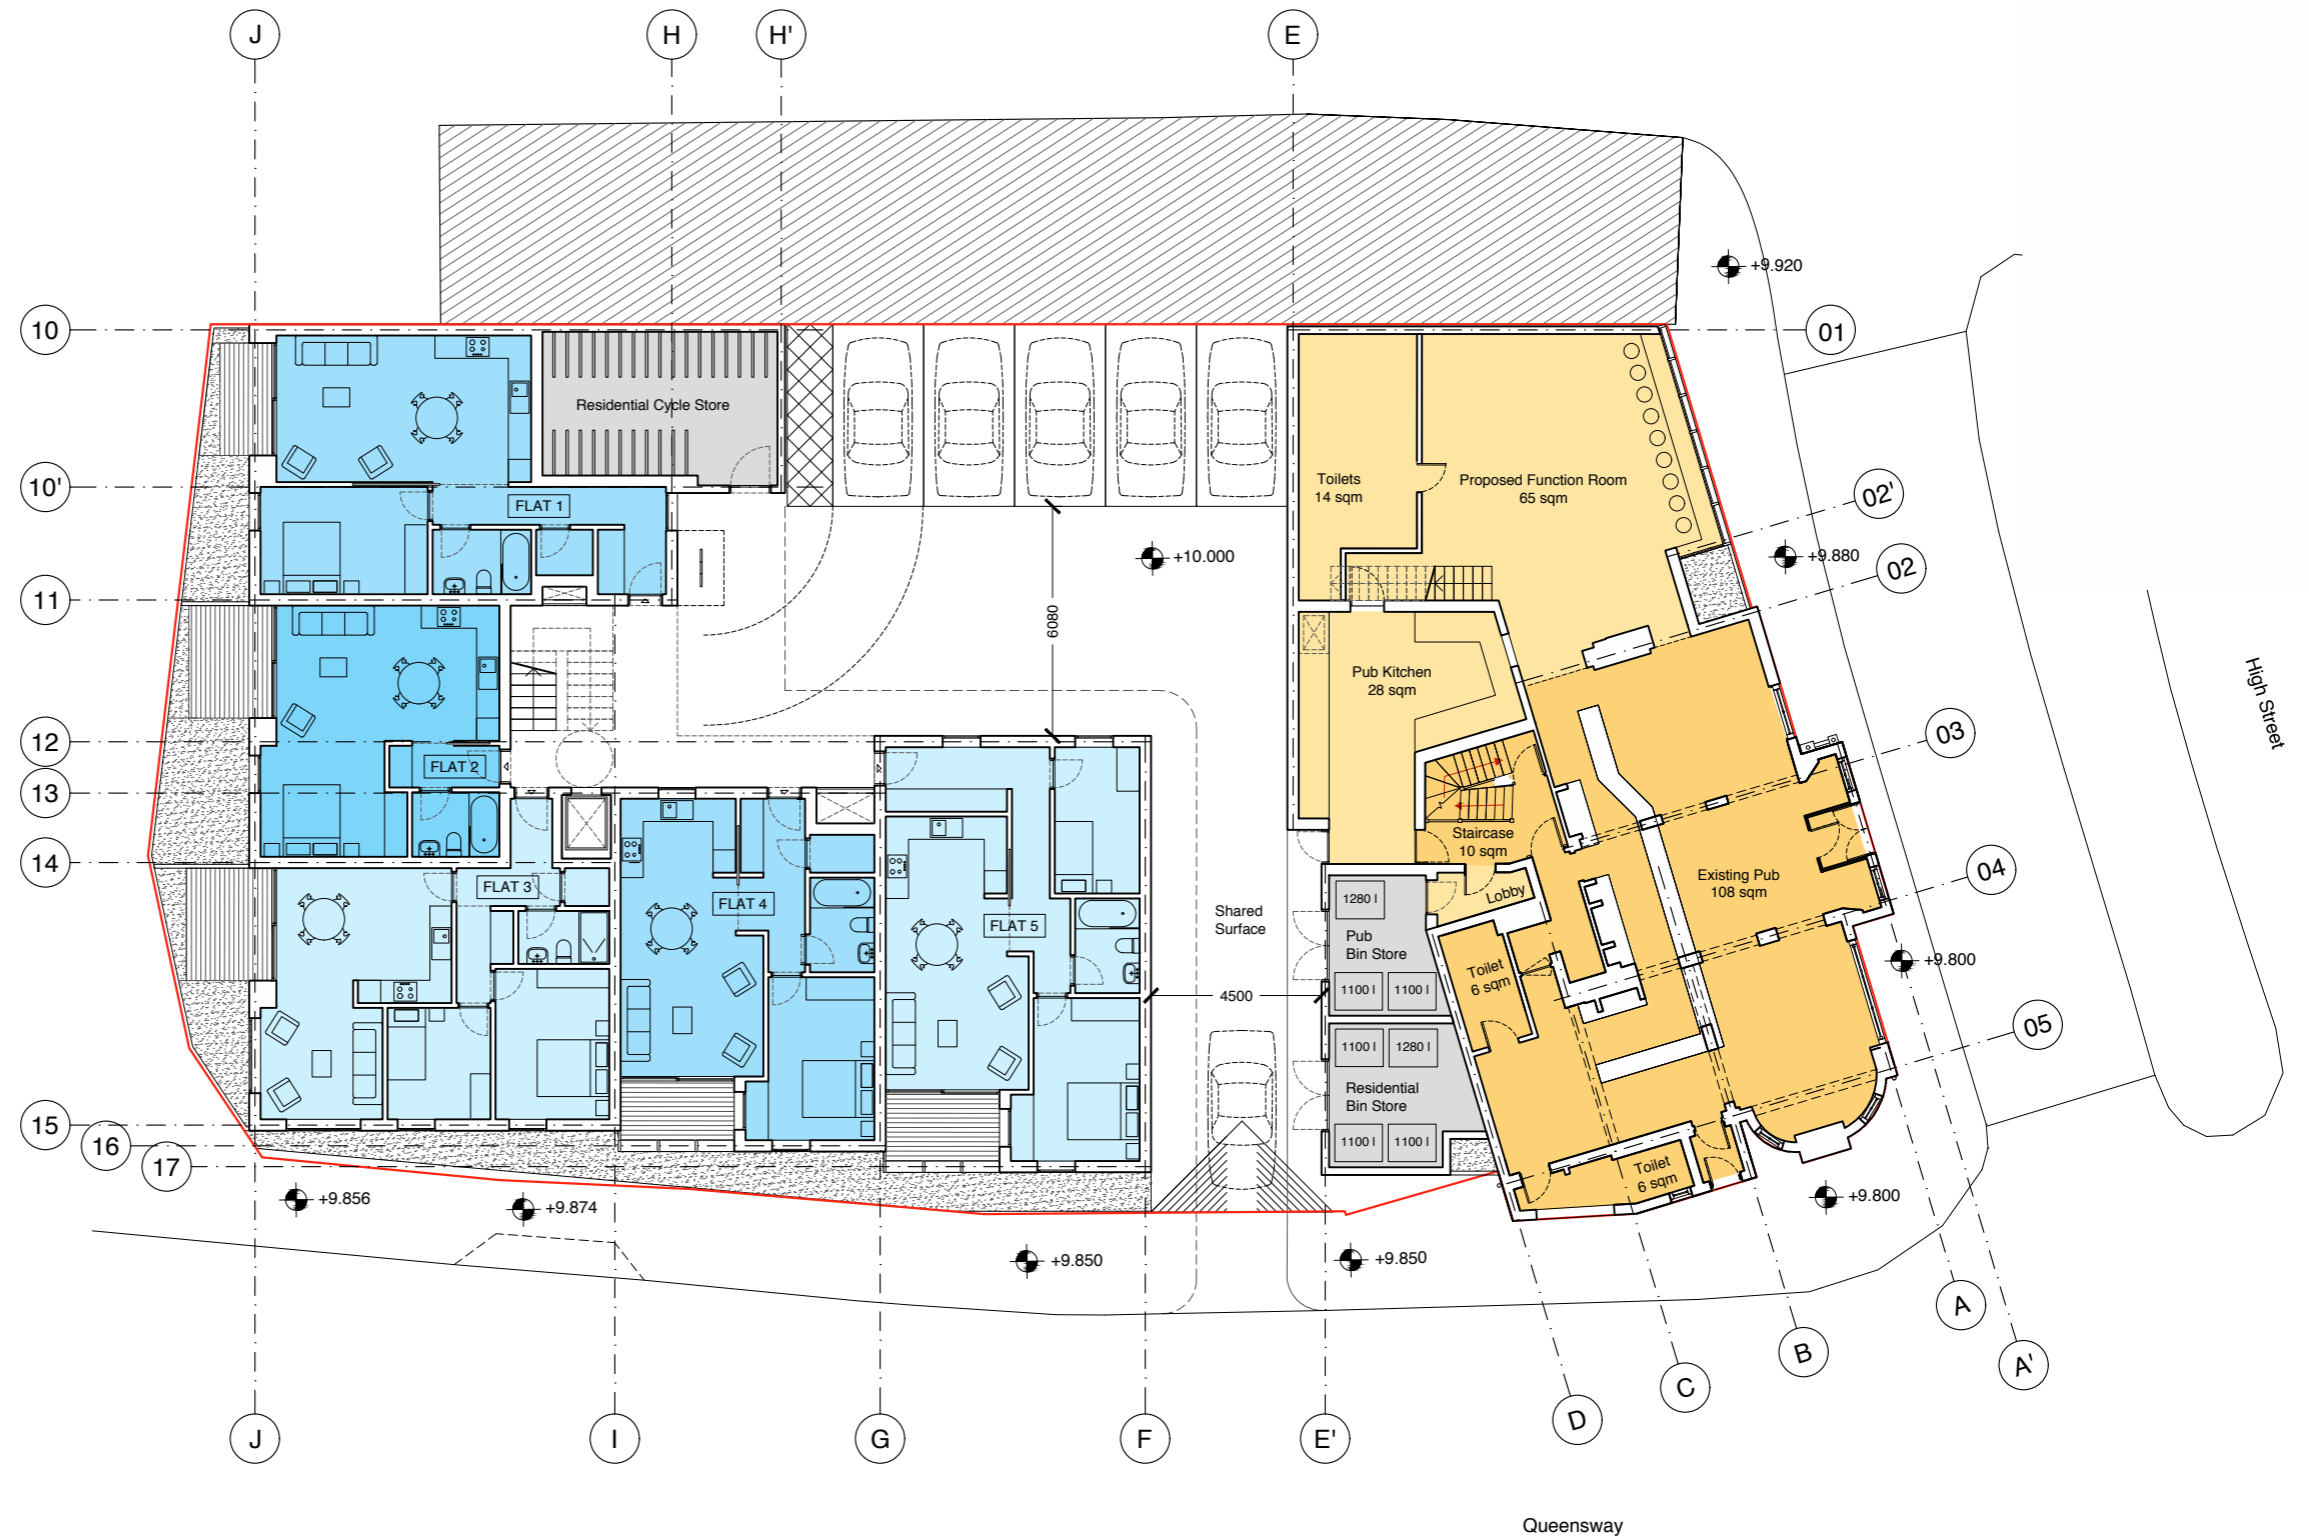 J
H
H'
E
10
01
+9.920
Residential Cycle Store
10'
FLAT 1
Toilets
14 sqm
Proposed Function Room
65 sqm
02'
+10.000
+9.880
02
11
6080
Pub Kitchen
28 sqm
High Street
12
FLAT 2
03
13
14
Staircase
10 sqm
Existing Pub
108 sqm
04
FLAT 3
FLAT 4
FLAT 5
Shared
Surface
1280 l
Lobby
Pub
Bin Store
Toilet
6 sqm
+9.800
4500
1100 l
1100 l
05
1100 l
1280 l
Residential
Bin Store
15
16
17
1100 l
1100 l
Toilet
6 sqm
+9.856
+9.874
+9.800
+9.850
+9.850
A
B
A'
C
D
J
I
G
F
E'
Queensway